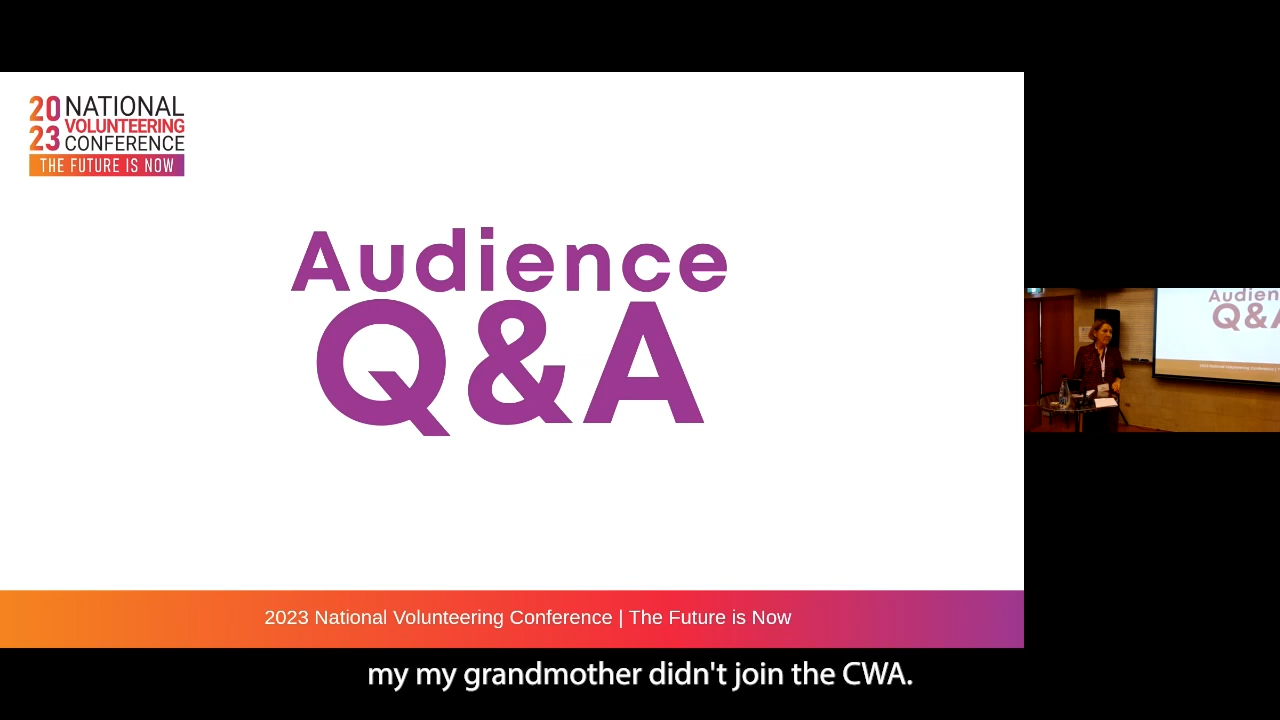 20 NATIONAL
VOLUNTEERING
23 CONFERENCE
THE FUTURE IS NOW
Audience
Q&A
Audien
Q&A
2023 National Volunteering Conference | The Future is Now
my my grandmother didn't join the CWA.